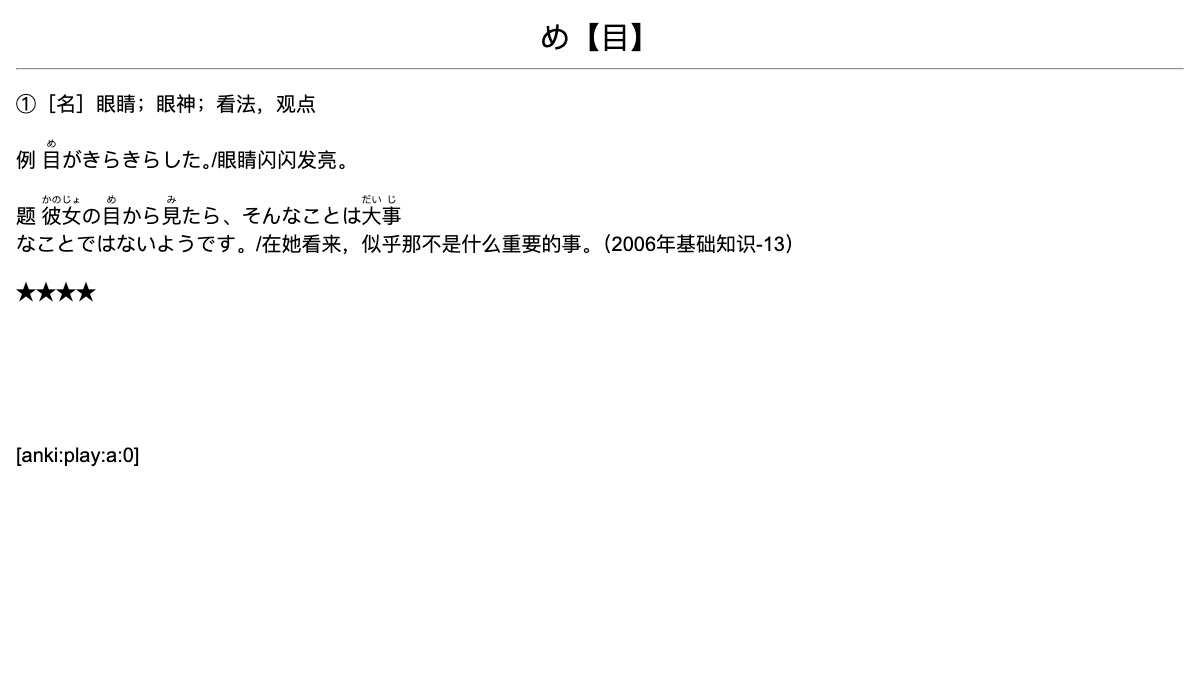 め【目】
①［名］眼睛；眼神；看法，观点
例 目がきらきらした。/眼睛闪闪发亮。
题 彼女の目から見たら、そんなことは大事
なことではないようです。/在她看来，似乎那不是什么重要的事。（2006年基础知识-13）
★★★★
[anki:play:a:0]